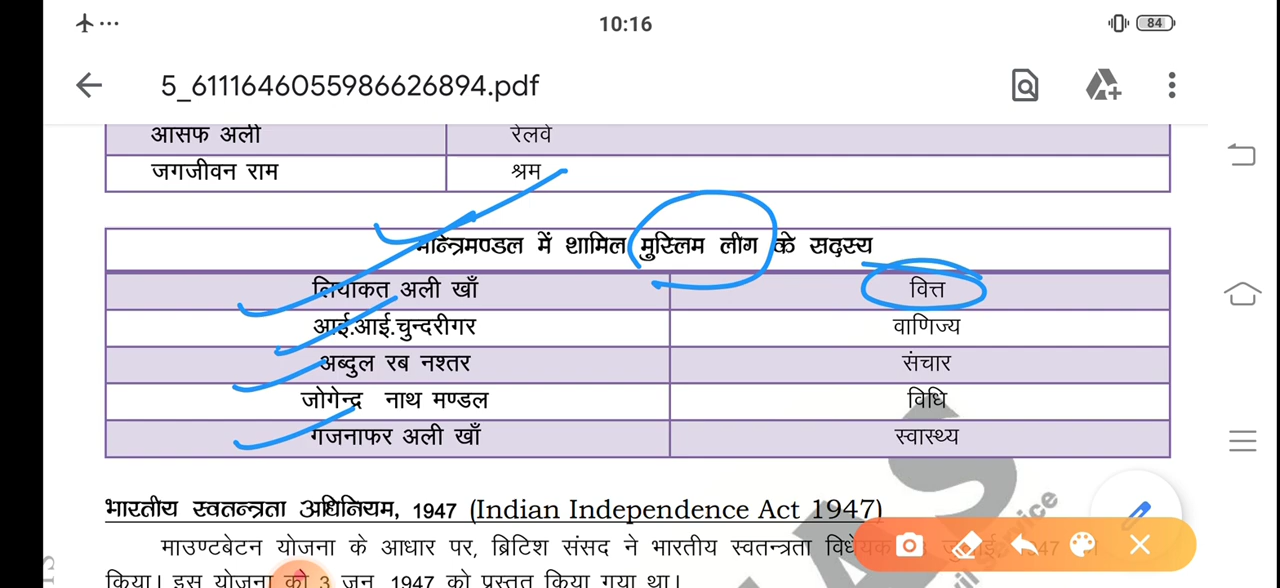 10:16
84
5_6111646055986626894.pdf
आसफ अली रेलवे
जगजीवन राम श्रम
मन्त्रिमण्डल में शामिल मुस्लिम लीग के सदस्य
लियाकत अली खाँ वित्त
आई.आई.चुन्दरीगर वाणिज्य
अब्दुल रब नश्तर संचार
जोगेन्द्र नाथ मण्डल विधि
गजनाफर अली खाँ स्वास्थ्य
भारतीय स्वतन्त्रता अधिनियम, 1947 (Indian Independence Act 1947)
माउण्टबेटन योजना के आधार पर, ब्रिटिश संसद ने भारतीय स्वतन्त्रता विधेयक
किया। इस योजना को 3 जून 1947 को प्रस्तुत किया गया था।